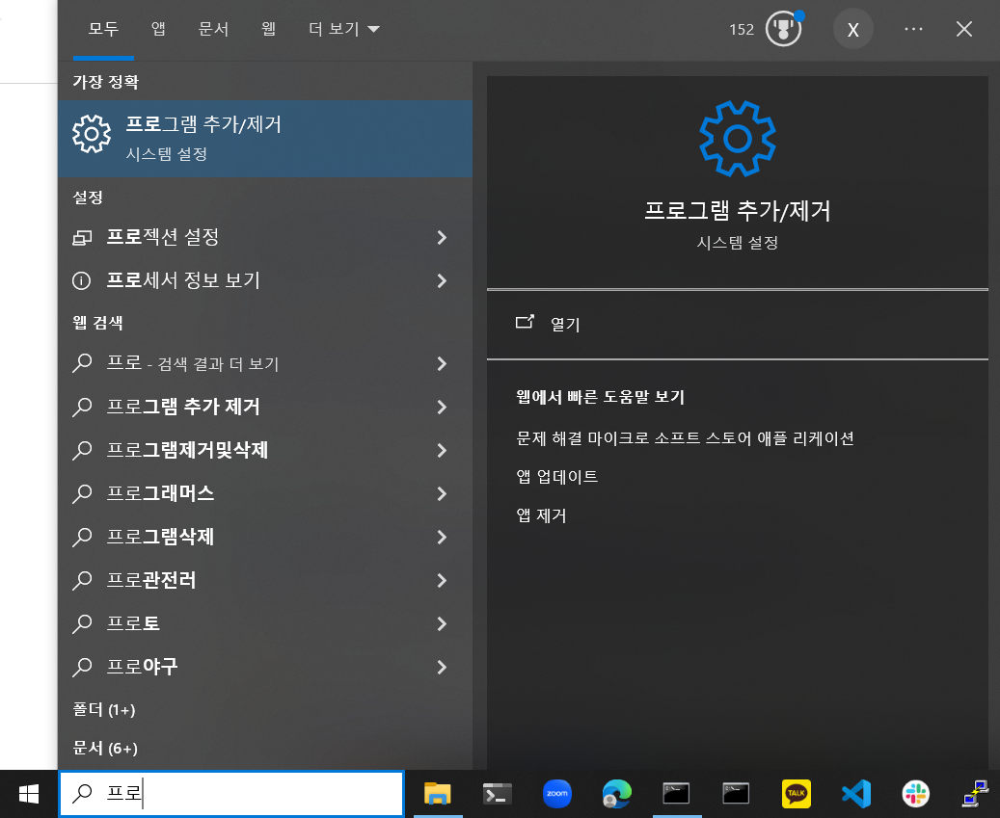 모두 앱 문서 웹 더 보기 152 X
가장 정확
프로그램 추가/제거
시스템 설정
설정
프로젝션 설정
프로세서 정보 보기
웹 검색
프로 - 검색 결과 더 보기
프로그램 추가 제거
프로그램제거및삭제
프로그래머스
프로그램삭제
프로관전러
프로토
프로야구
폴더 (1+)
문서 (6+)
프로그램 추가/제거
시스템 설정
열기
웹에서 빠른 도움말 보기
문제 해결 마이크로 소프트 스토어 애플 리케이션
앱 업데이트
앱 제거
프로
zoom
TALK